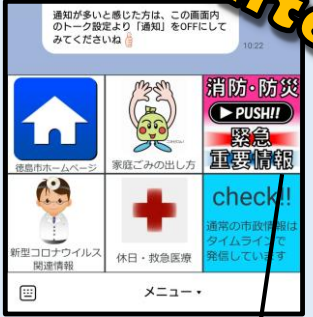 通知が多いと感じた方は、この画面内
のトーク設定より「通知」をOFFにして
みてくださいね
10:22
消防・防災
PUSH!!
緊急
重要情報
徳島市ホームページ
家庭ごみの出し方
check!!
通常の市政情報は
タイムラインで
発信しています
新型コロナウイルス
関連情報
休日・救急医療
メニュー